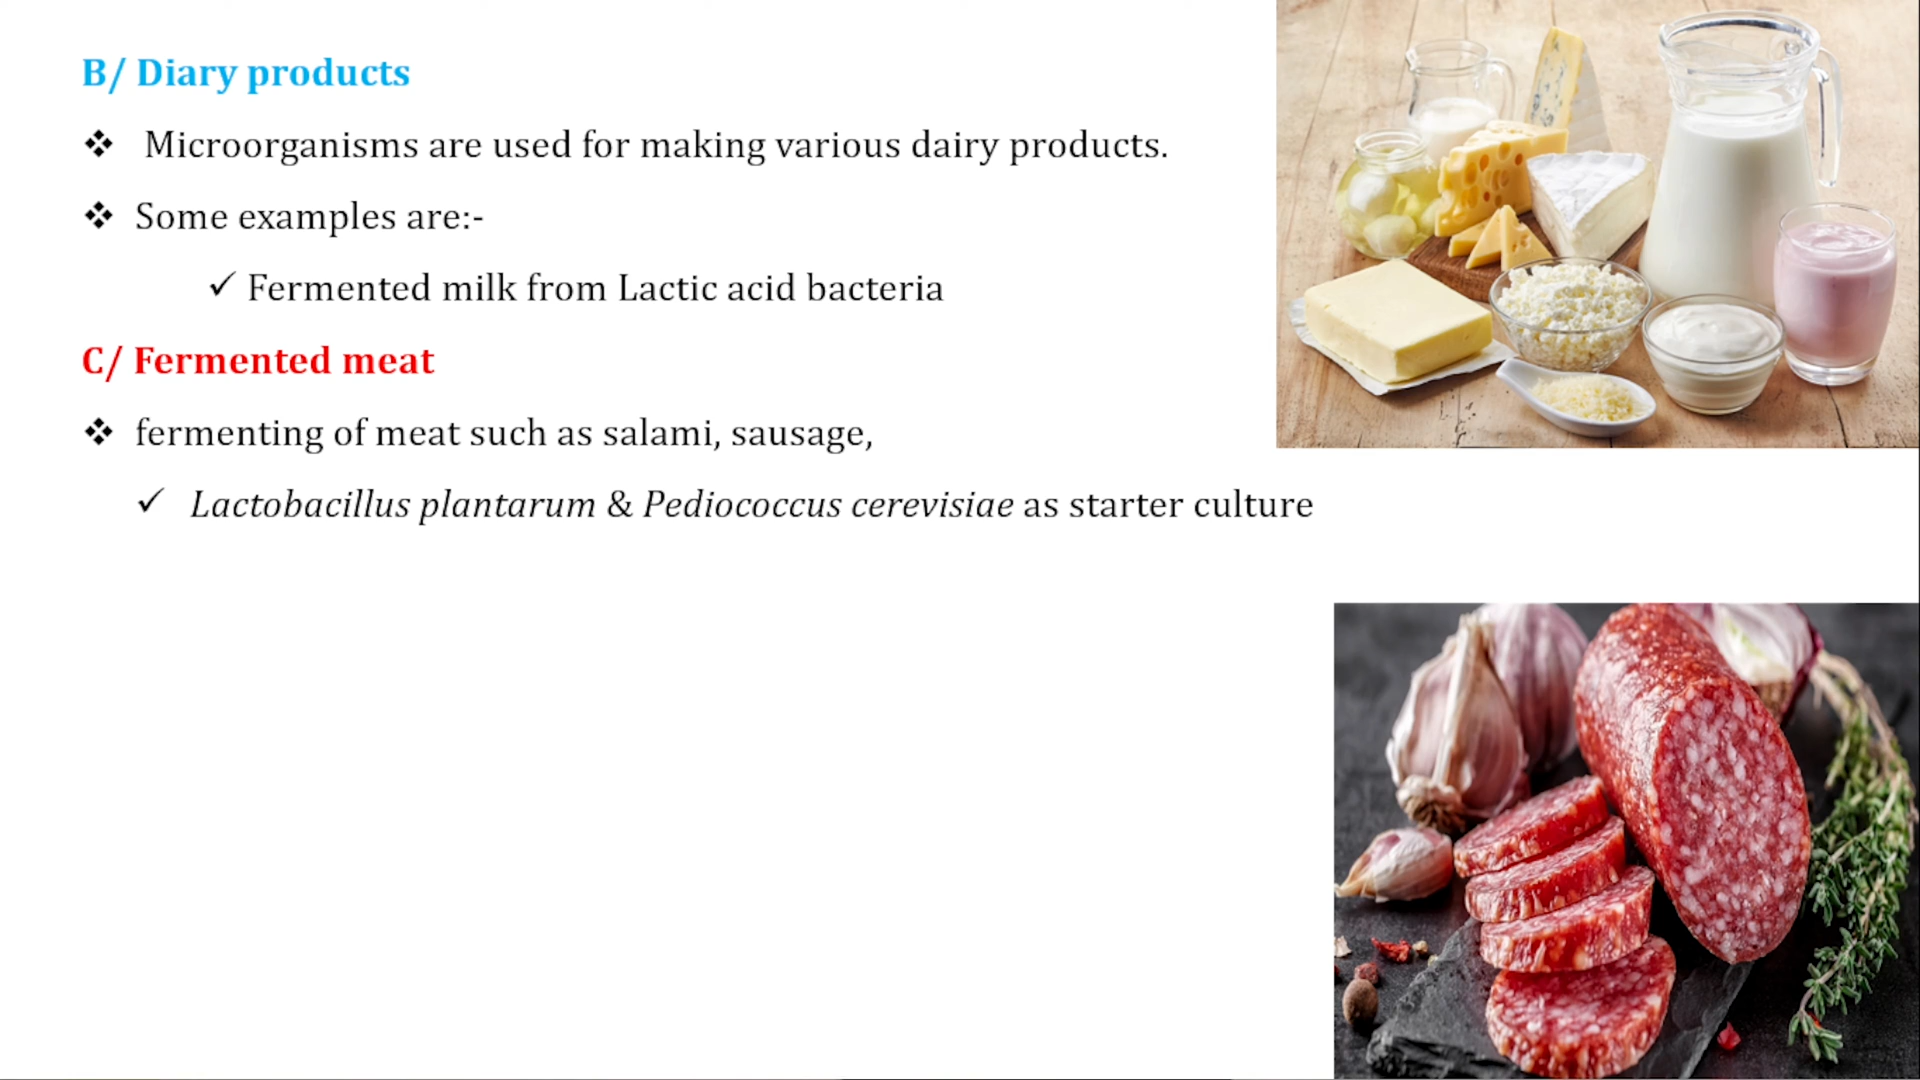 B/ Diary products
❖ Microorganisms are used for making various dairy products.
❖ Some examples are:-
✓ Fermented milk from Lactic acid bacteria
C/ Fermented meat
❖ fermenting of meat such as salami, sausage,
✓ Lactobacillus plantarum & Pediococcus cerevisiae as starter culture